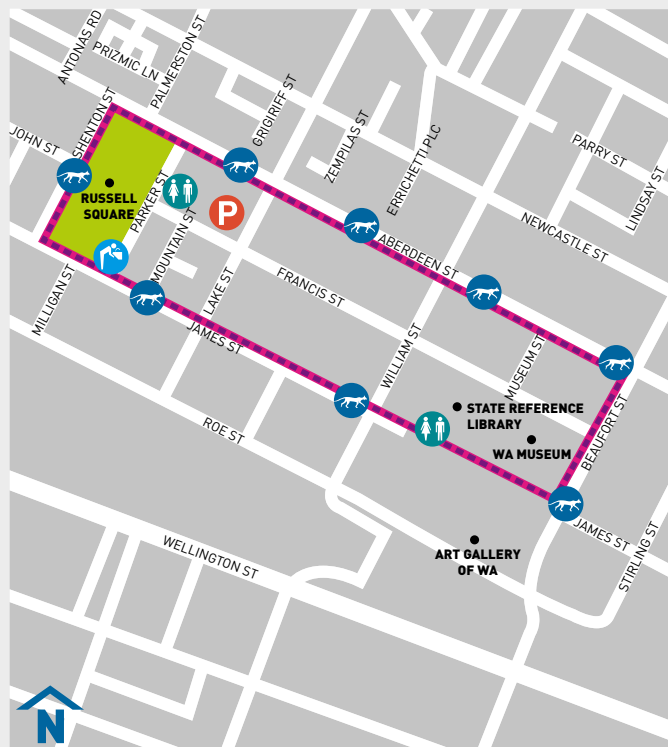 ANTONAS RD
PRIZMIC LN
PALMERSTON ST
SHENTON ST
JOHN ST
GRIGIRIFF ST
ZEMPILAS ST
ERRICHETTI PLC
PARRY ST
LINDSAY ST
NEWCASTLE ST
RUSSELL
SQUARE
PARKER ST
P
MOUNTAIN ST
ABERDEEN ST
MILLIGAN ST
LAKE ST
FRANCIS ST
JAMES ST
WILLIAM ST
MUSEUM ST
BEAUFORT ST
STATE REFERENCE
LIBRARY
WA MUSEUM
ROE ST
JAMES ST
STIRLING ST
ART GALLERY
OF WA
WELLINGTON ST
N